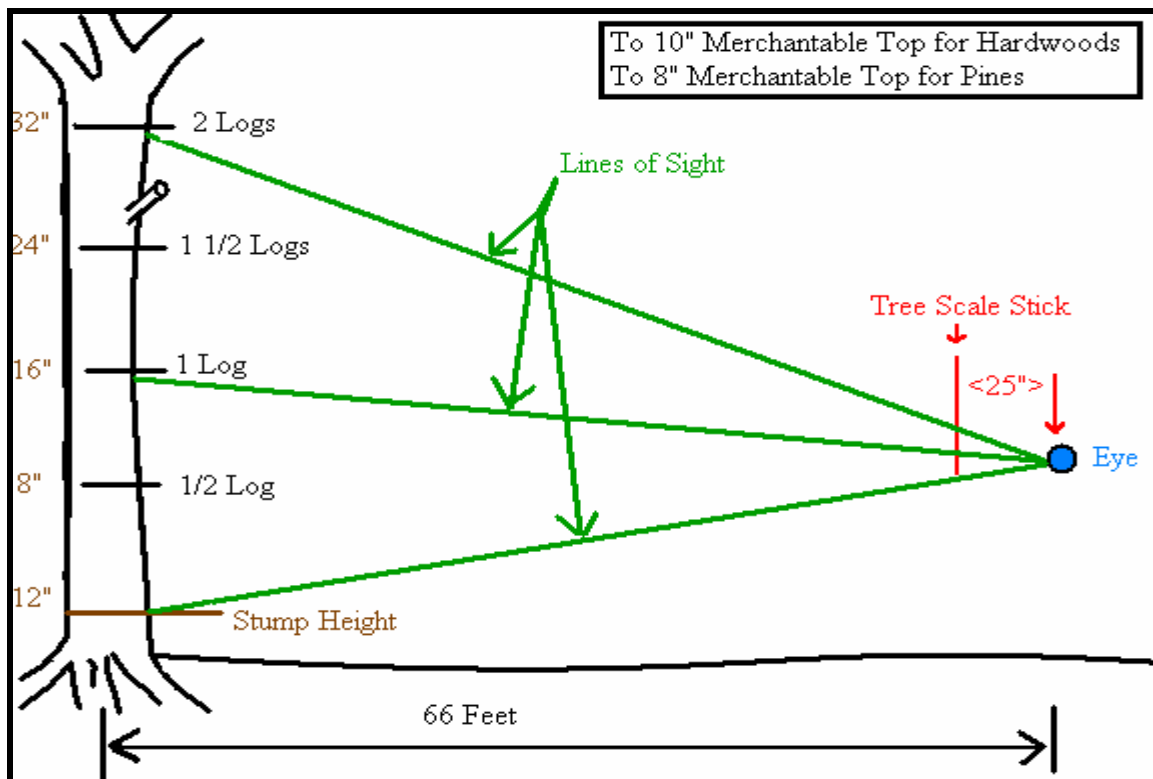 To 10" Merchantable Top for Hardwoods
To 8" Merchantable Top for Pines
32" 2 Logs
Lines of Sight
24" 1 1/2 Logs
Tree Scale Stick
16" 1 Log
<25">
Eye
8" 1/2 Log
12"
Stump Height
66 Feet